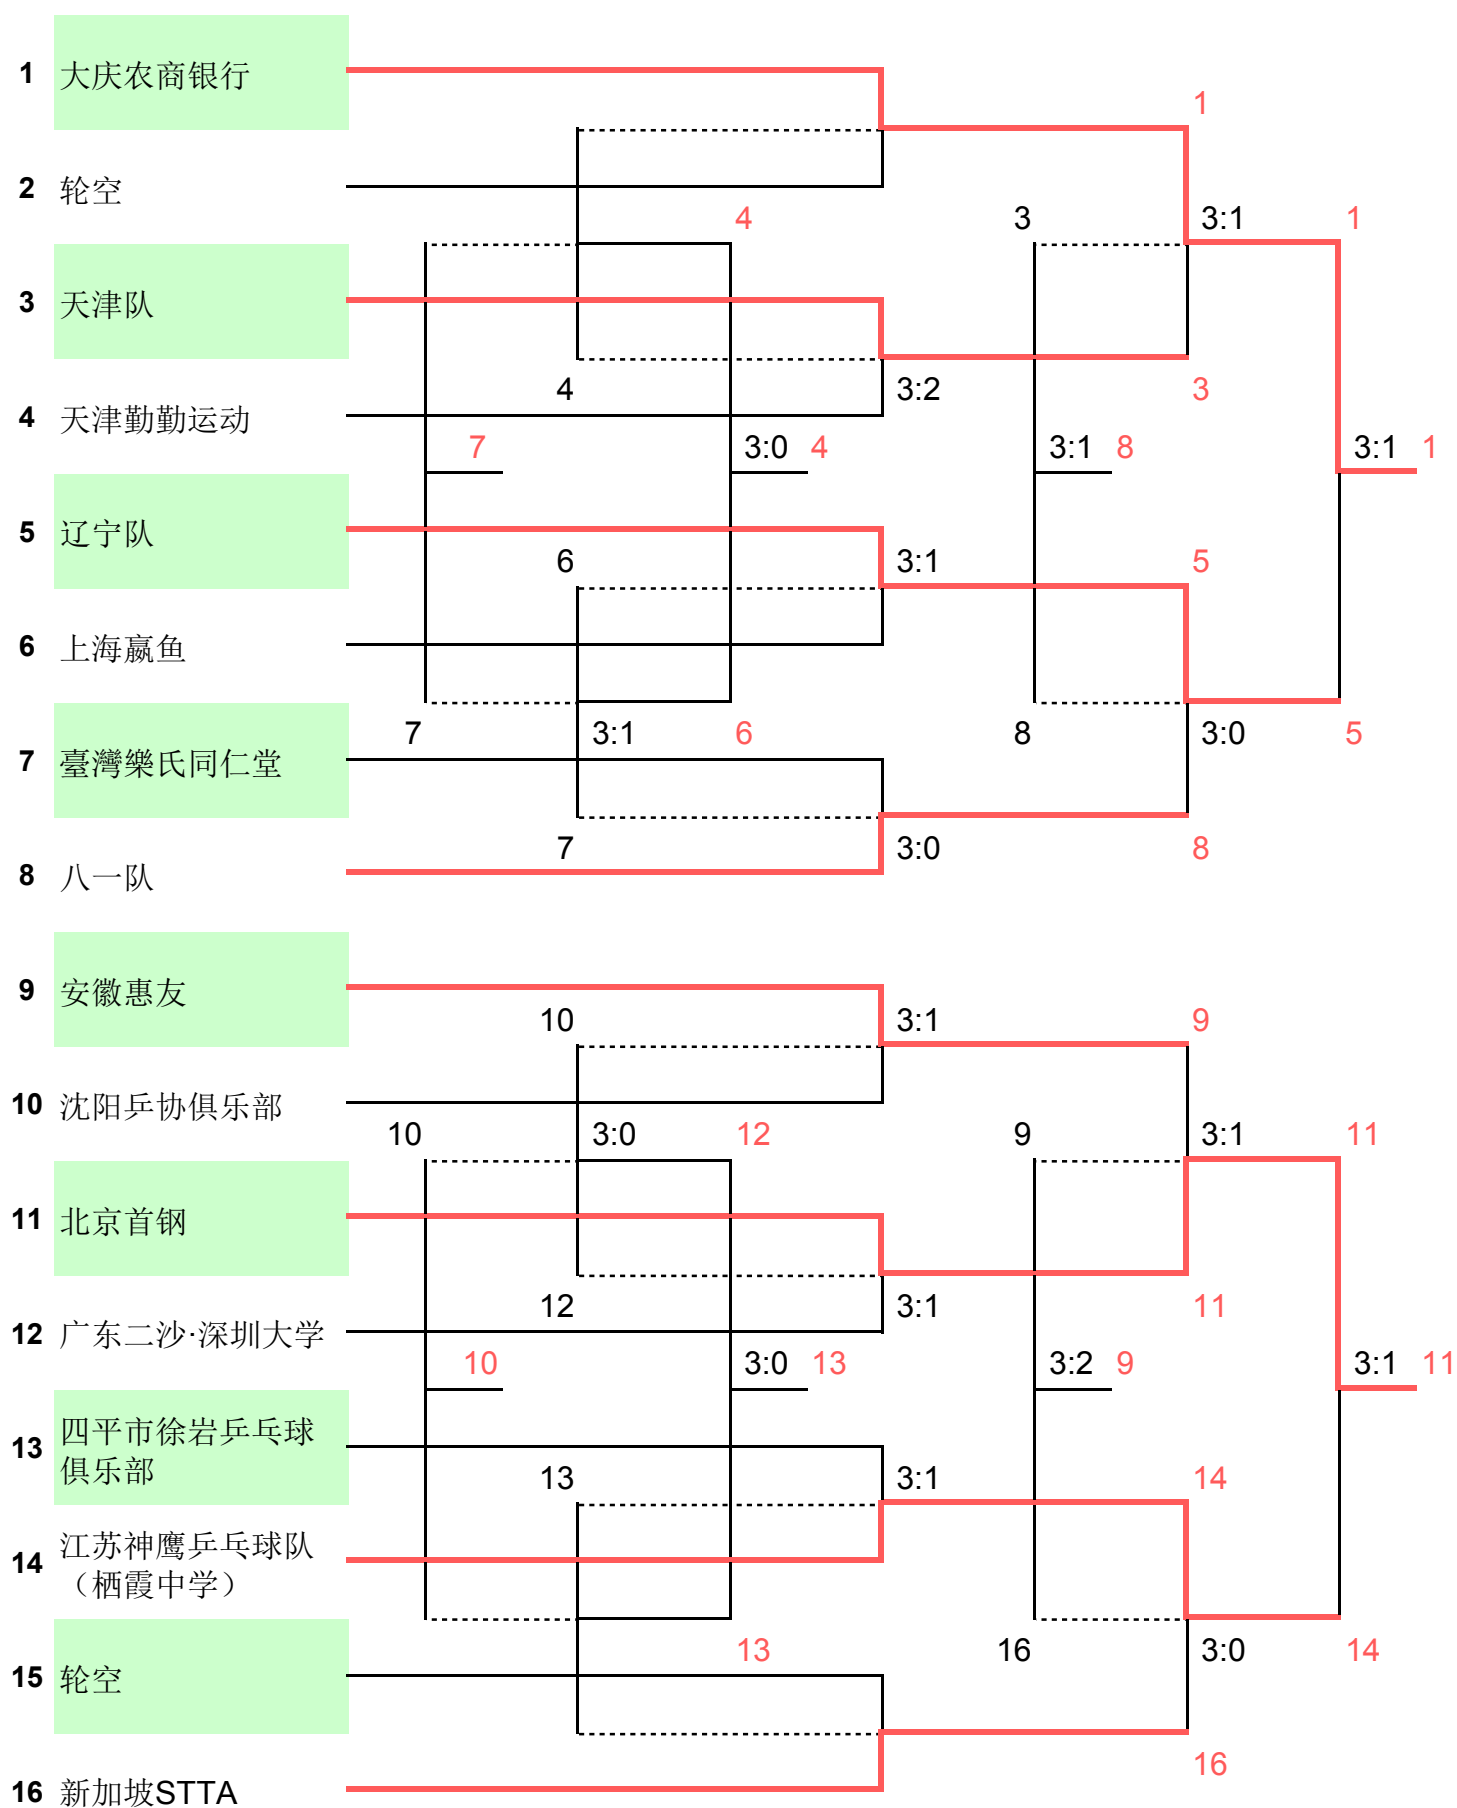 1 大庆农商银行
1
2 轮空
4
3
3:1
1
3 天津队
4
3:2
3
4 天津勤勤运动
7
3:0 4
3:1 8
3:1 1
5 辽宁队
6
3:1
5
6 上海赢鱼
7
3:1
6
8
3:0
5
7 臺灣樂氏同仁堂
7
3:0
8
8 八一队
9 安徽惠友
10
3:1
9
10 沈阳乒协俱乐部
10
3:0
12
9
3:1
11
11 北京首钢
12
3:1
11
12 广东二沙·深圳大学
10
3:0 13
3:2 9
3:1 11
13 四平市徐岩乒乓球
俱乐部
13
3:1
14
14 江苏神鹰乒乓球队
（栖霞中学）
13
16
3:0
14
15 轮空
16
16 新加坡STTA